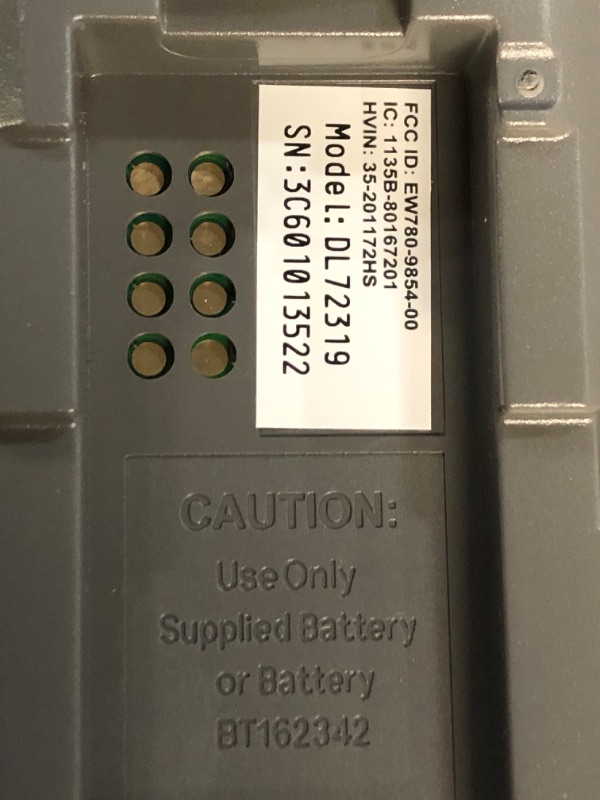 FCC ID: EW780-9854-00
IC: 1135B-80167201
HVIN: 35-201172HS
Model: DL72319
SN:3C601013522
CAUTION:
Use Only
Supplied Battery
or Battery
BT162342